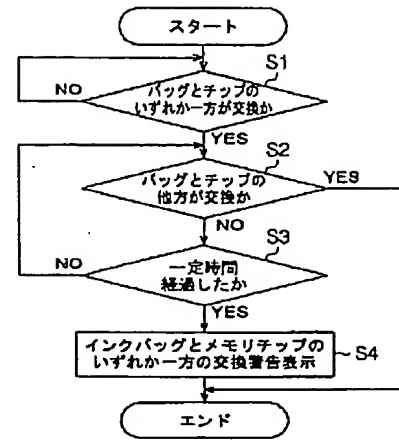 スタート
S1
バッグとチップの
いずれか一方が交換か
NO
YES
S2
バッグとチップの
他方が交換か
YES
NO
S3
一定時間
経過したか
NO
YES
インクバッグとメモリチップの
いずれか一方の交換警告表示
S4
エンド